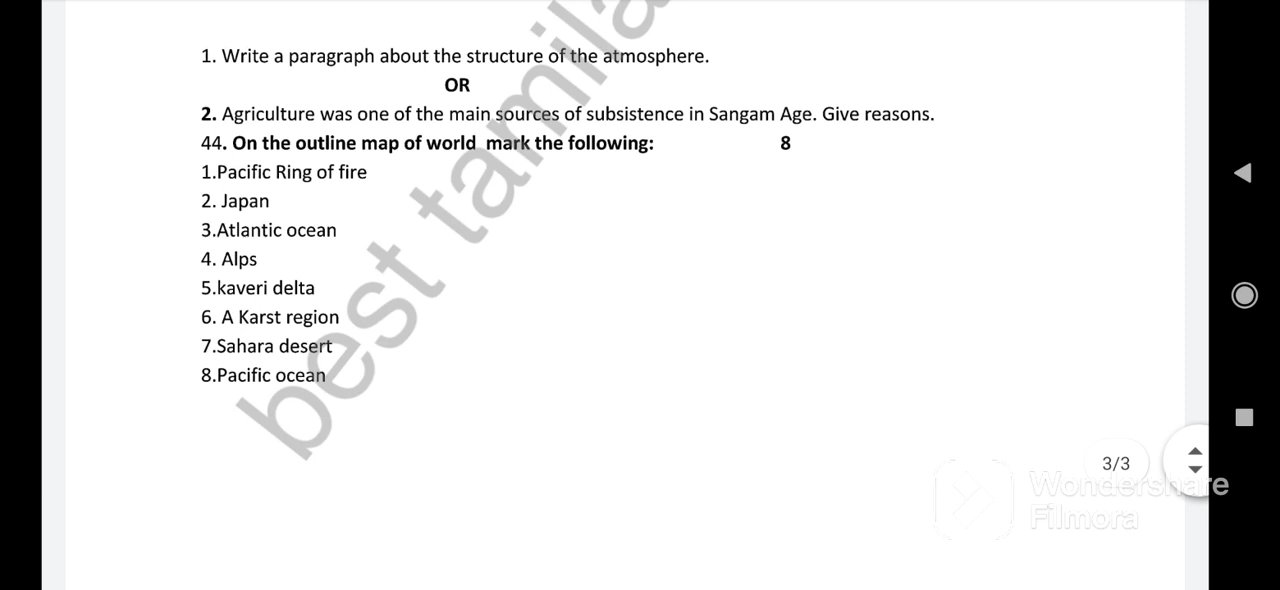 1. Write a paragraph about the structure of the atmosphere.
OR
2. Agriculture was one of the main sources of subsistence in Sangam Age. Give reasons.
44. On the outline map of world  mark the following: 8
1.Pacific Ring of fire
2. Japan
3.Atlantic ocean
4. Alps
5.kaveri delta
6. A Karst region
7.Sahara desert
8.Pacific ocean
best tamila
3/3
Wondershare
Filmora